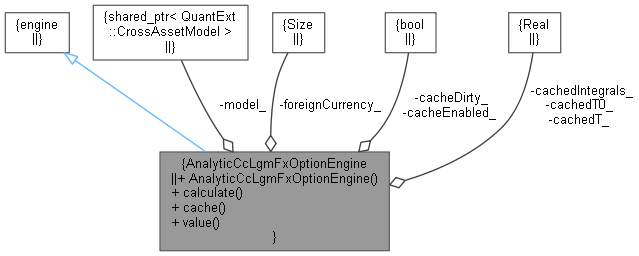 {engine
||}
{shared_ptr< QuantExt
::CrossAssetModel >
||}
{Size
||}
{bool
||}
{Real
||}
-model_
-foreignCurrency_
-cacheDirty_
-cacheEnabled_
-cachedIntegrals_
-cachedT0_
-cachedT_
{AnalyticCcLgmFxOptionEngine
||+ AnalyticCcLgmFxOptionEngine()
+ calculate()
+ cache()
+ value()
}